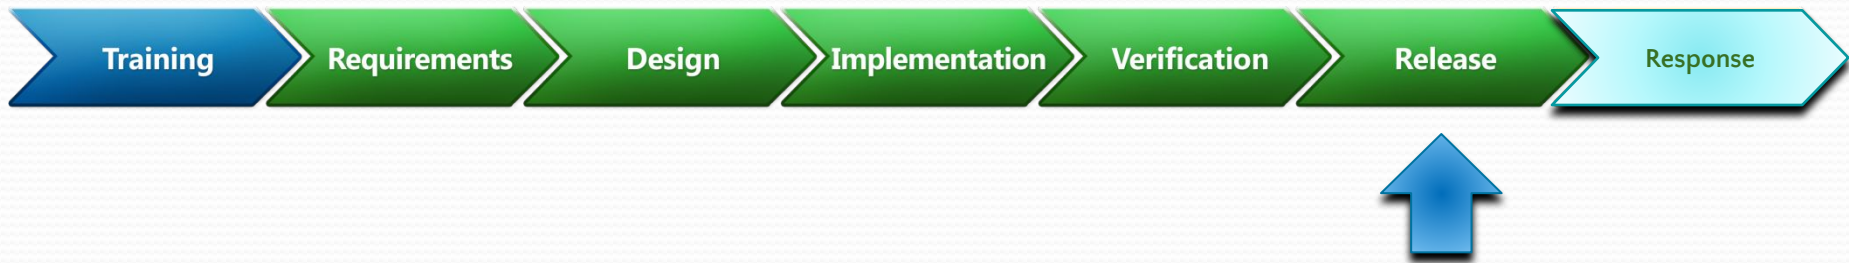 Training
Requirements
Design
Implementation
Verification
Release
Response